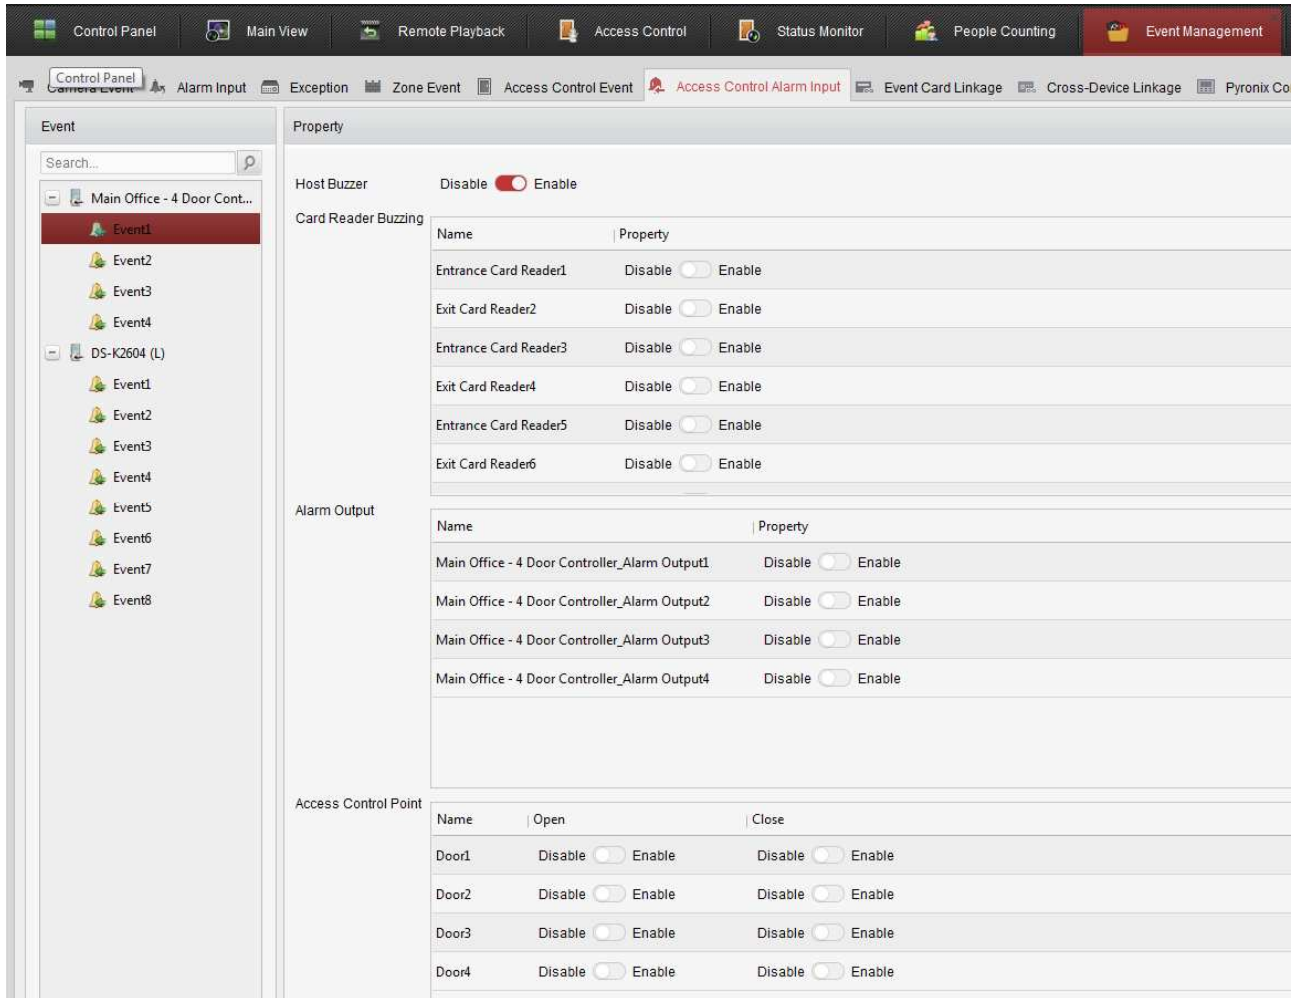 Control Panel Main View Remote Playback Access Control Status Monitor People Counting Event Management
Control Panel
Camera Event Alarm Input Exception Zone Event Access Control Event Access Control Alarm Input Event Card Linkage Cross-Device Linkage Pyronix Co
Event
Property
Search...
Main Office - 4 Door Cont...
Event1
Event2
Event3
Event4
DS-K2604 (L)
Event1
Event2
Event3
Event4
Event5
Event6
Event7
Event8
Host Buzzer Disable Enable
Card Reader Buzzing
Name Property
Entrance Card Reader1 Disable Enable
Exit Card Reader2 Disable Enable
Entrance Card Reader3 Disable Enable
Exit Card Reader4 Disable Enable
Entrance Card Reader5 Disable Enable
Exit Card Reader6 Disable Enable
Alarm Output
Name Property
Main Office - 4 Door Controller_Alarm Output1 Disable Enable
Main Office - 4 Door Controller_Alarm Output2 Disable Enable
Main Office - 4 Door Controller_Alarm Output3 Disable Enable
Main Office - 4 Door Controller_Alarm Output4 Disable Enable
Access Control Point
Name Open Close
Door1 Disable Enable Disable Enable
Door2 Disable Enable Disable Enable
Door3 Disable Enable Disable Enable
Door4 Disable Enable Disable Enable